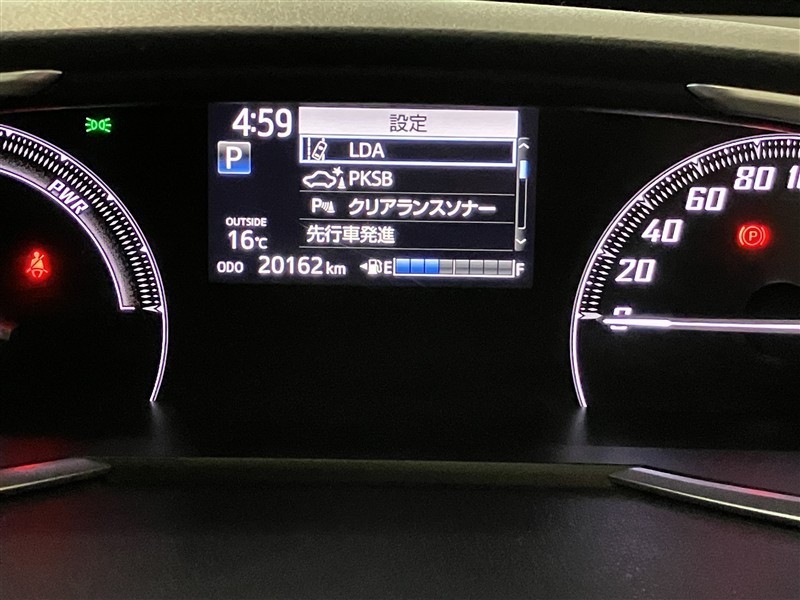 4:59
設定
P
LDA
PKSB
P クリアランスソナー
先行車発進
OUTSIDE
16℃
ODO 20162 km
E F
PWR
0
20
40
60
80
(P)